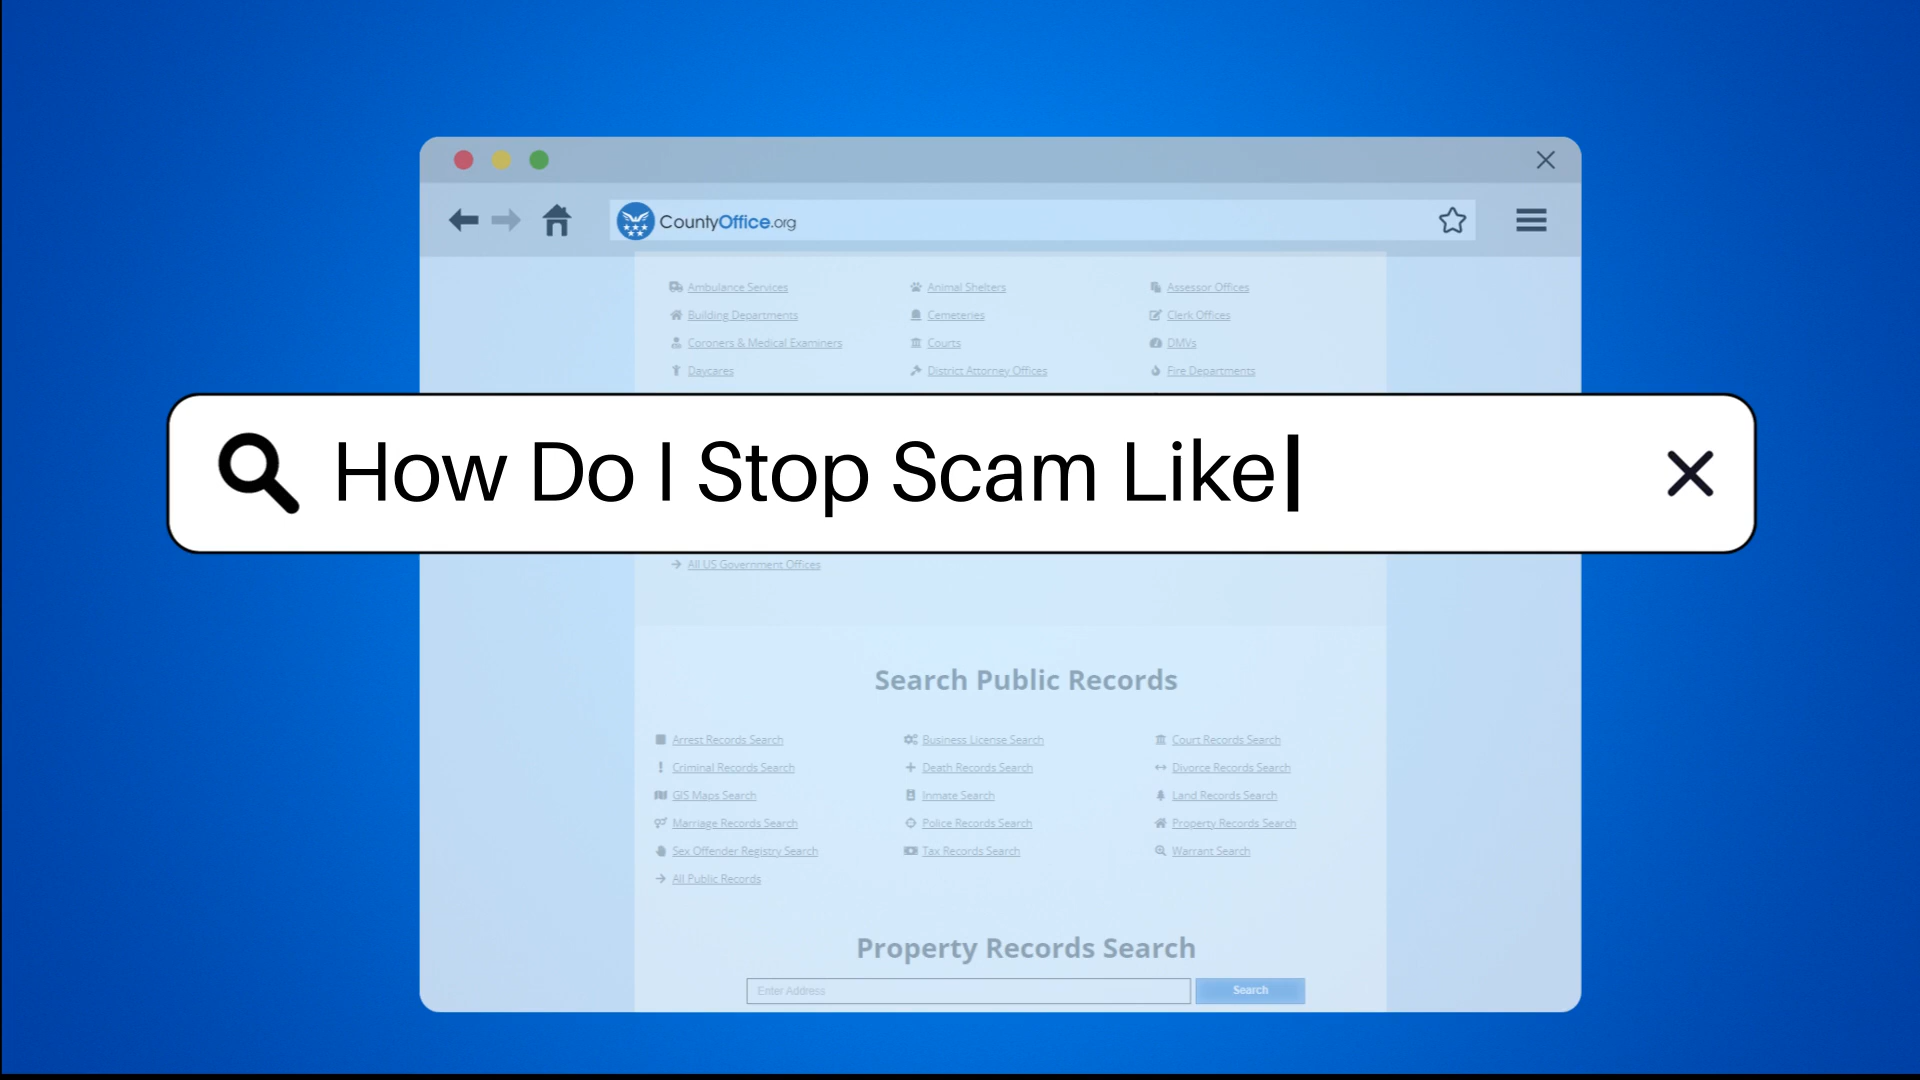 CountyOffice.org
Ambulance Services Animal Shelters Assessor Offices
Building Departments Cemeteries Clerk Offices
Coroners & Medical Examiners Courts DMVs
Daycares District Attorney Offices Fire Departments
How Do I Stop Scam Like
All US Government Offices
Search Public Records
Arrest Records Search Business License Search Court Records Search
Criminal Records Search Death Records Search Divorce Records Search
GIS Maps Search Inmate Search Land Records Search
Marriage Records Search Police Records Search Property Records Search
Sex Offender Registry Search Tax Records Search Warrant Search
All Public Records
Property Records Search
Enter Address Search